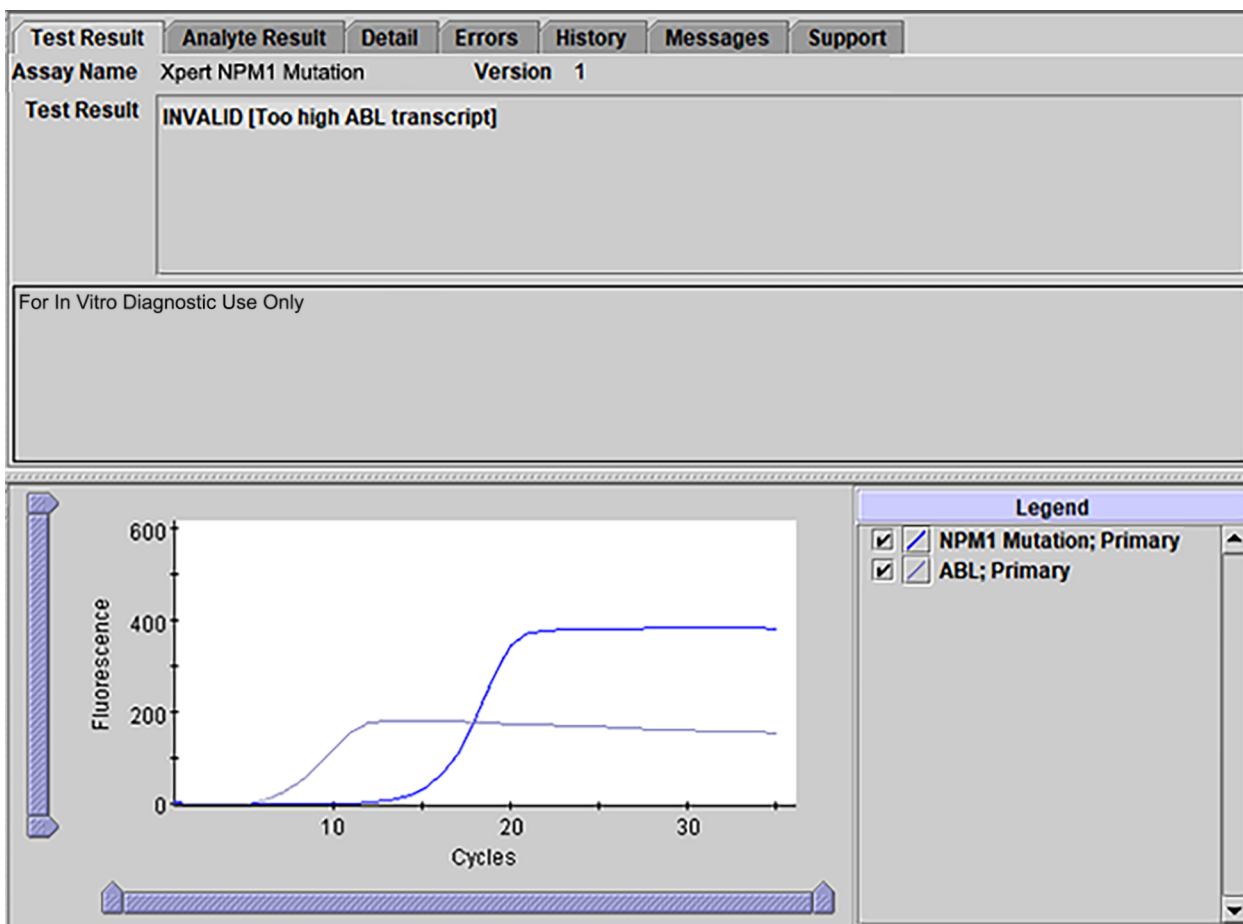 Test Result Analyte Result Detail Errors History Messages Support
Assay Name Xpert NPM1 Mutation Version 1
Test Result INVALID [Too high ABL transcript]
For In Vitro Diagnostic Use Only
Legend
NPM1 Mutation; Primary
ABL; Primary
600
400
200
0
Fluorescence
10 20 30
Cycles